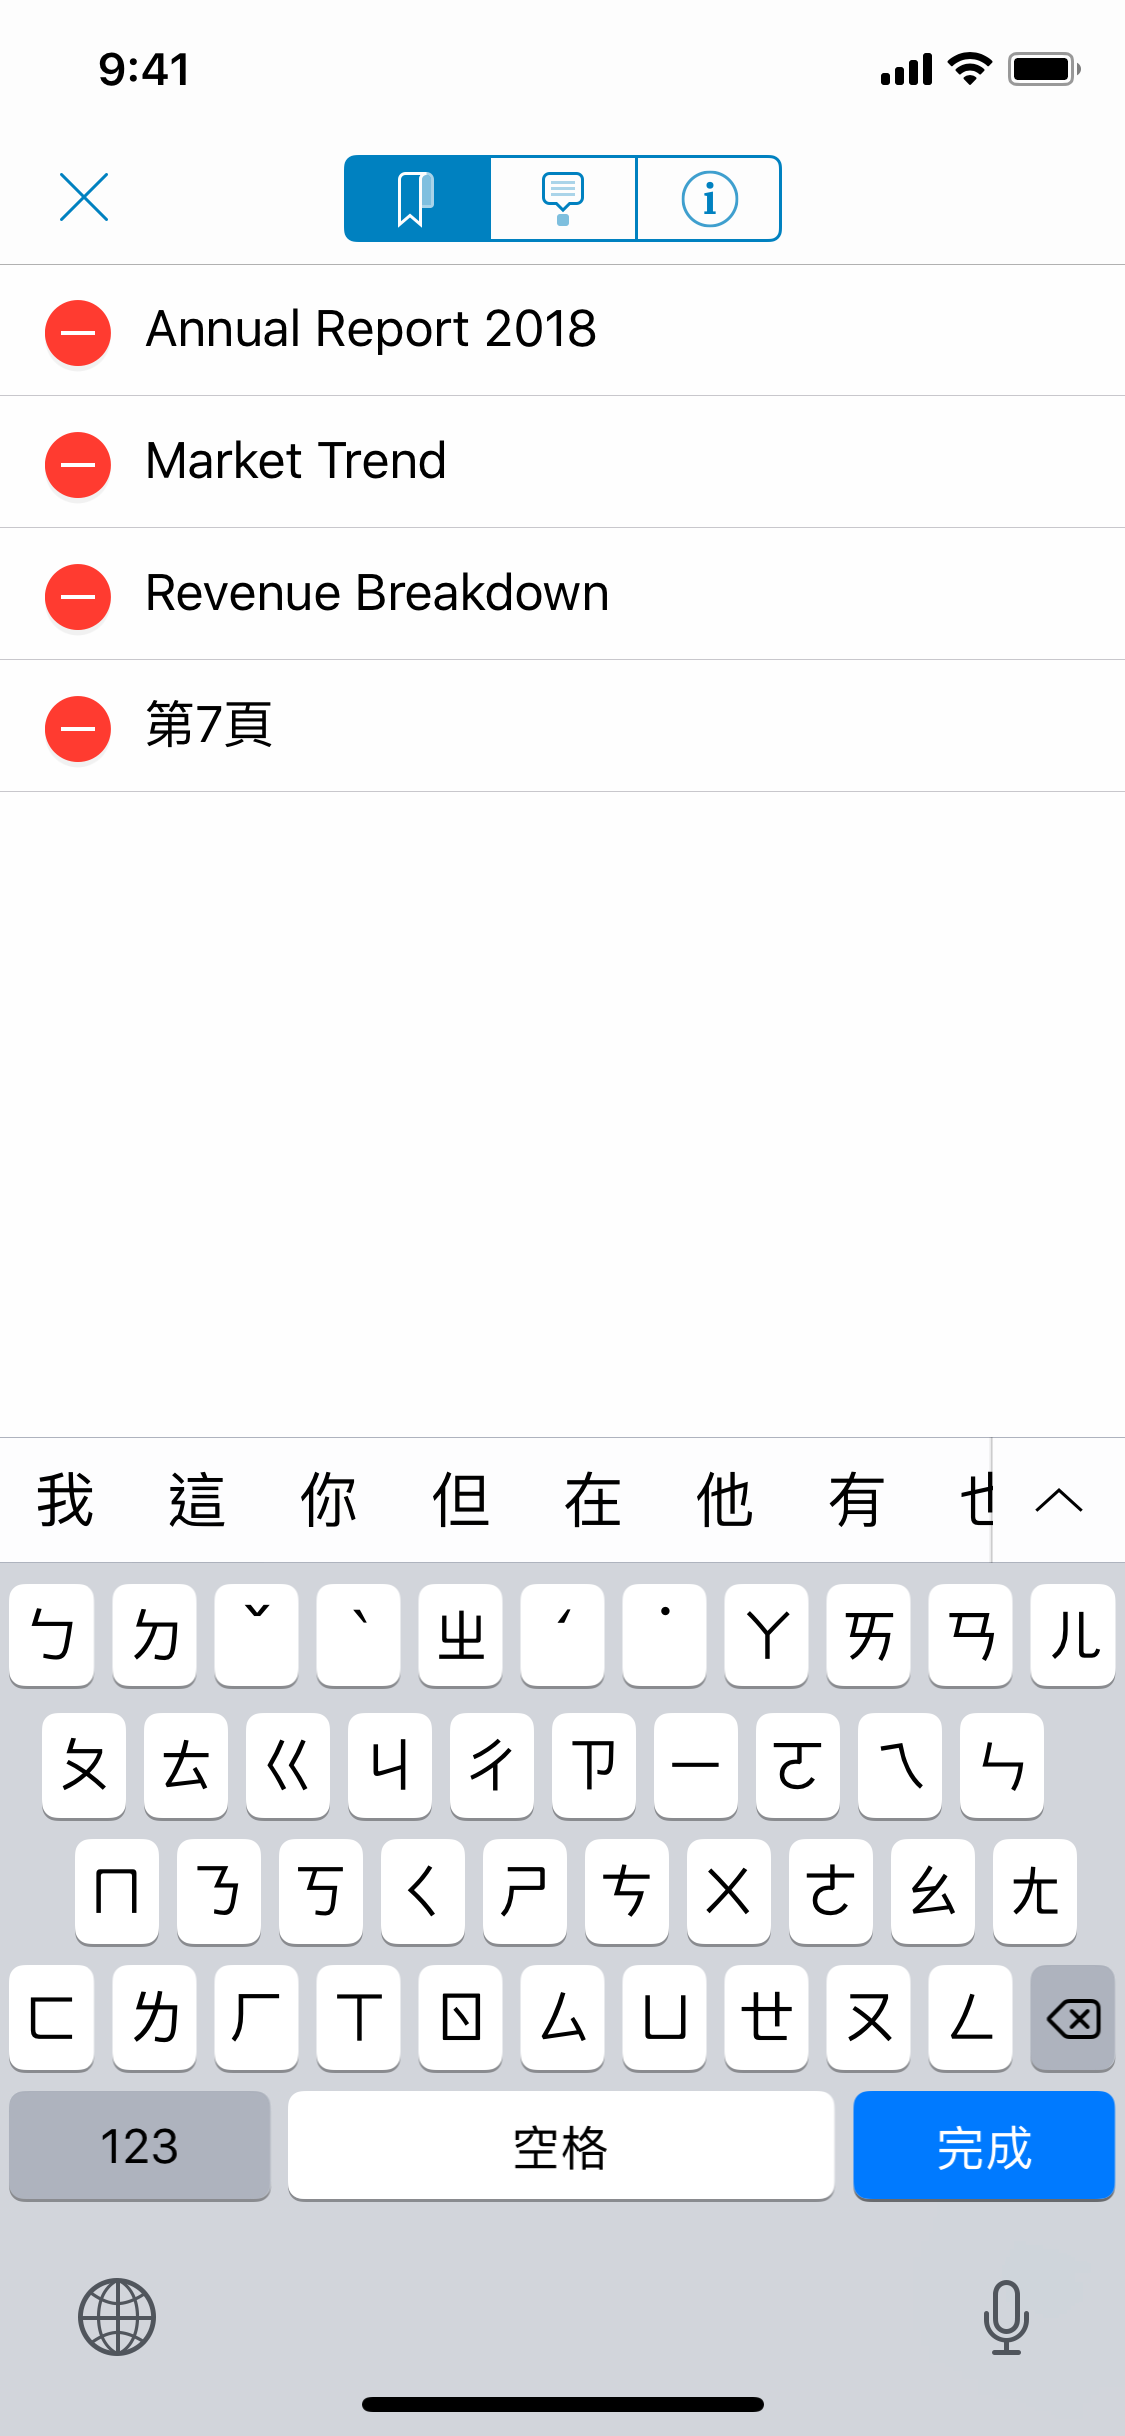 9:41
Annual Report 2018
Market Trend
Revenue Breakdown
第7頁
我 這 你 但 在 他 有 也
ㄅ ㄉ ˇ ˋ ㄓ ˊ ˙ ㄚ ㄞ ㄢ ㄦ
ㄆ ㄊ ㄍ ㄐ ㄔ ㄗ ㄧ ㄛ ㄟ ㄣ
ㄇ ㄋ ㄎ ㄑ ㄕ ㄘ ㄨ ㄜ ㄠ ㄤ
ㄈ ㄌ ㄏ ㄒ ㄖ ㄙ ㄩ ㄝ ㄡ ㄥ
123 空格 完成